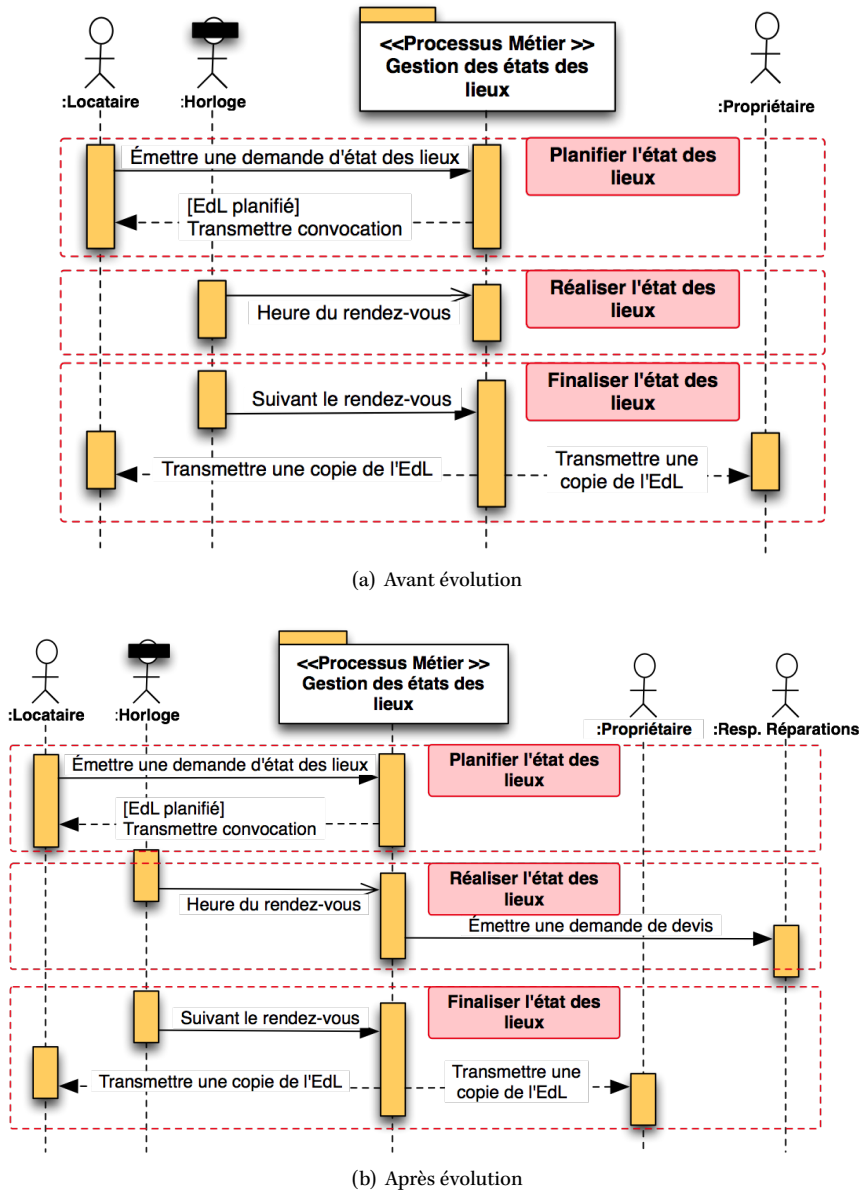 <<Processus Métier >>
Gestion des états des
lieux
:Locataire
:Horloge
:Propriétaire
Émettre une demande d'état des lieux
Planifier l'état des
lieux
[EdL planifié]
Transmettre convocation
Réaliser l'état des
lieux
Heure du rendez-vous
Finaliser l'état des
lieux
Suivant le rendez-vous
Transmettre une copie de l'EdL
Transmettre une
copie de l'EdL
(a) Avant évolution
<<Processus Métier >>
Gestion des états des
lieux
:Locataire
:Horloge
:Propriétaire
:Resp. Réparations
Émettre une demande d'état des lieux
Planifier l'état des
lieux
[EdL planifié]
Transmettre convocation
Réaliser l'état des
lieux
Heure du rendez-vous
Émettre une demande de devis
Finaliser l'état des
lieux
Suivant le rendez-vous
Transmettre une copie de l'EdL
Transmettre une
copie de l'EdL
(b) Après évolution